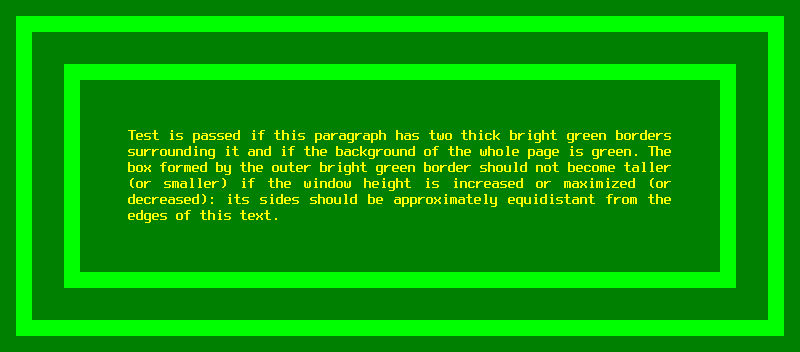 Test is passed if this paragraph has two thick bright green borders
surrounding it and if the background of the whole page is green. The
box formed by the outer bright green border should not become taller
(or smaller) if the window height is increased or maximized (or
decreased): its sides should be approximately equidistant from the
edges of this text.